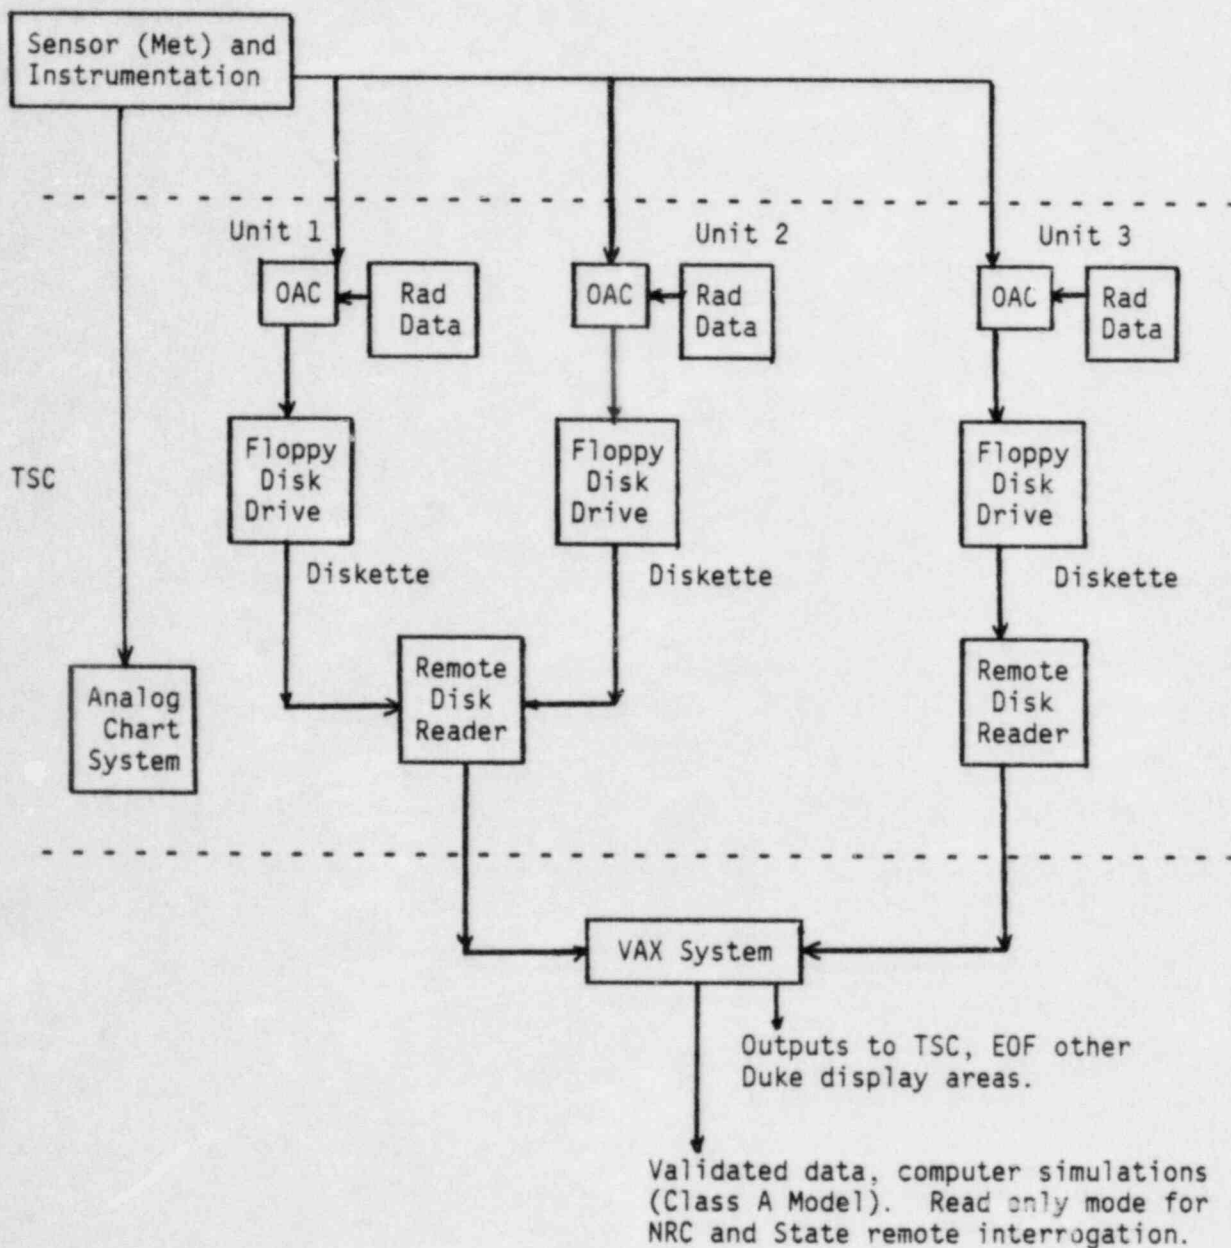 Sensor (Met) and
Instrumentation
Unit 1
Unit 2
Unit 3
OAC
Rad
Data
OAC
Rad
Data
OAC
Rad
Data
TSC
Floppy
Disk
Drive
Floppy
Disk
Drive
Floppy
Disk
Drive
Diskette
Diskette
Diskette
Analog
Chart
System
Remote
Disk
Reader
Remote
Disk
Reader
VAX System
Outputs to TSC, EOF other
Duke display areas.
Validated data, computer simulations
(Class A Model). Read only mode for
NRC and State remote interrogation.